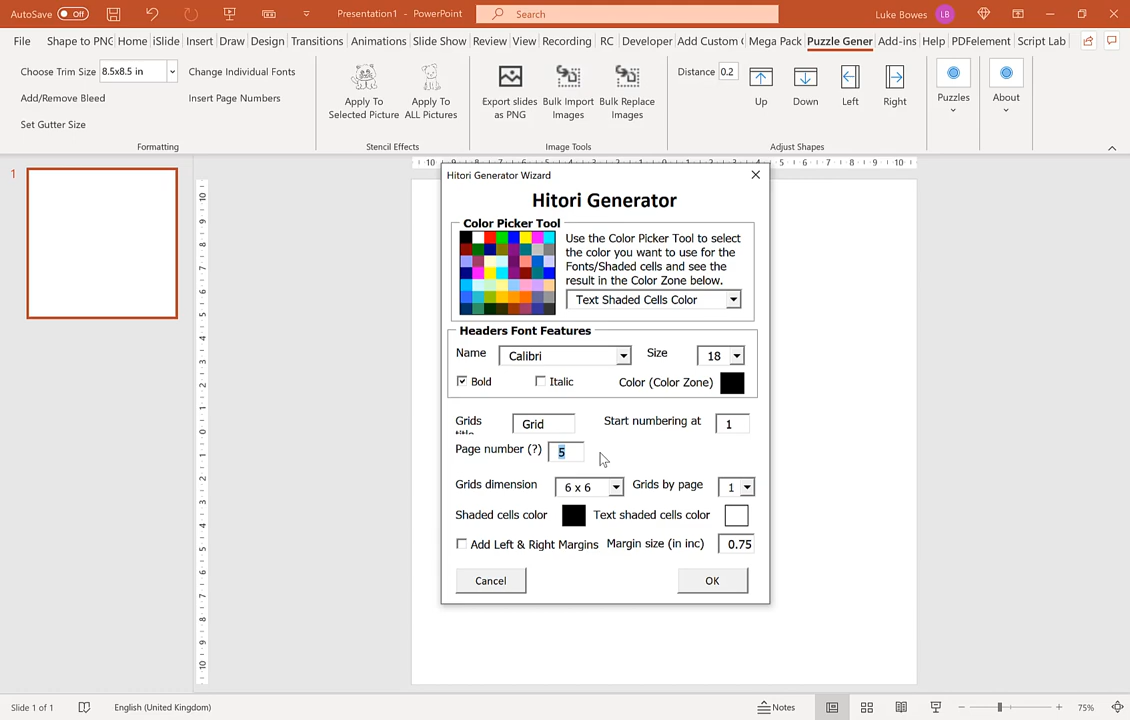 AutoSave Off Presentation1 - PowerPoint Search Luke Bowes LB
File Shape to PNG Home iSlide Insert Draw Design Transitions Animations Slide Show Review View Recording RC Developer Add Custom Mega Pack Puzzle Gener Add-ins Help PDFelement Script Lab
Choose Trim Size 8.5x8.5 in Change Individual Fonts
Add/Remove Bleed Insert Page Numbers
Set Gutter Size
Formatting
Apply To Selected Picture
Apply To ALL Pictures
Stencil Effects
Export slides as PNG
Bulk Import Images
Bulk Replace Images
Image Tools
Distance 0.2
Up Down Left Right
Adjust Shapes
Puzzles
About
1
Hitori Generator Wizard
Hitori Generator
Color Picker Tool
Use the Color Picker Tool to select
the color you want to use for the
Fonts/Shaded cells and see the
result in the Color Zone below.
Text Shaded Cells Color
Headers Font Features
Name Calibri Size 18
Bold Italic Color (Color Zone)
Grids title Grid Start numbering at 1
Page number (?) 5
Grids dimension 6 x 6 Grids by page 1
Shaded cells color Text shaded cells color
Add Left & Right Margins Margin size (in inc) 0.75
Cancel OK
Slide 1 of 1 English (United Kingdom) Notes 75%